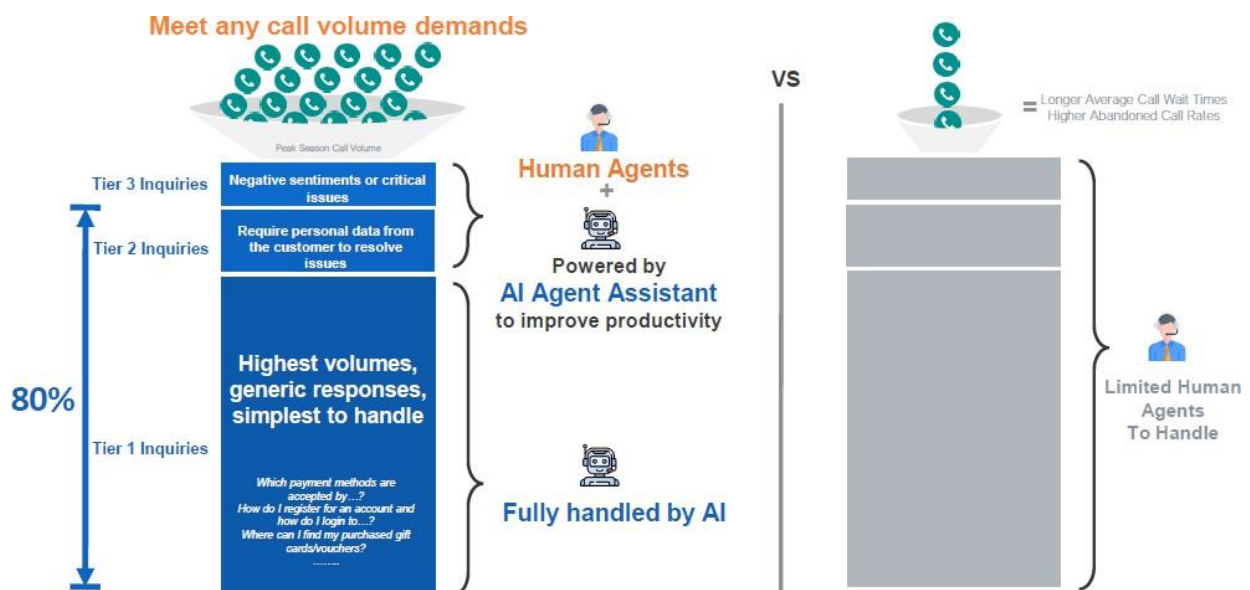 Meet any call volume demands
Peak Season Call Volume
Tier 3 Inquiries
Negative sentiments or critical
issues
Tier 2 Inquiries
Require personal data from
the customer to resolve
issues
80%
Tier 1 Inquiries
Highest volumes,
generic responses,
simplest to handle
Which payment methods are
accepted by…?
How do I register for an account and
how do I login to…?
Where can I find my purchased gift
cards/vouchers?
........
Human Agents
+
Powered by
AI Agent Assistant
to improve productivity
Fully handled by AI
VS
= Longer Average Call Wait Times
Higher Abandoned Call Rates
Limited Human
Agents
To Handle